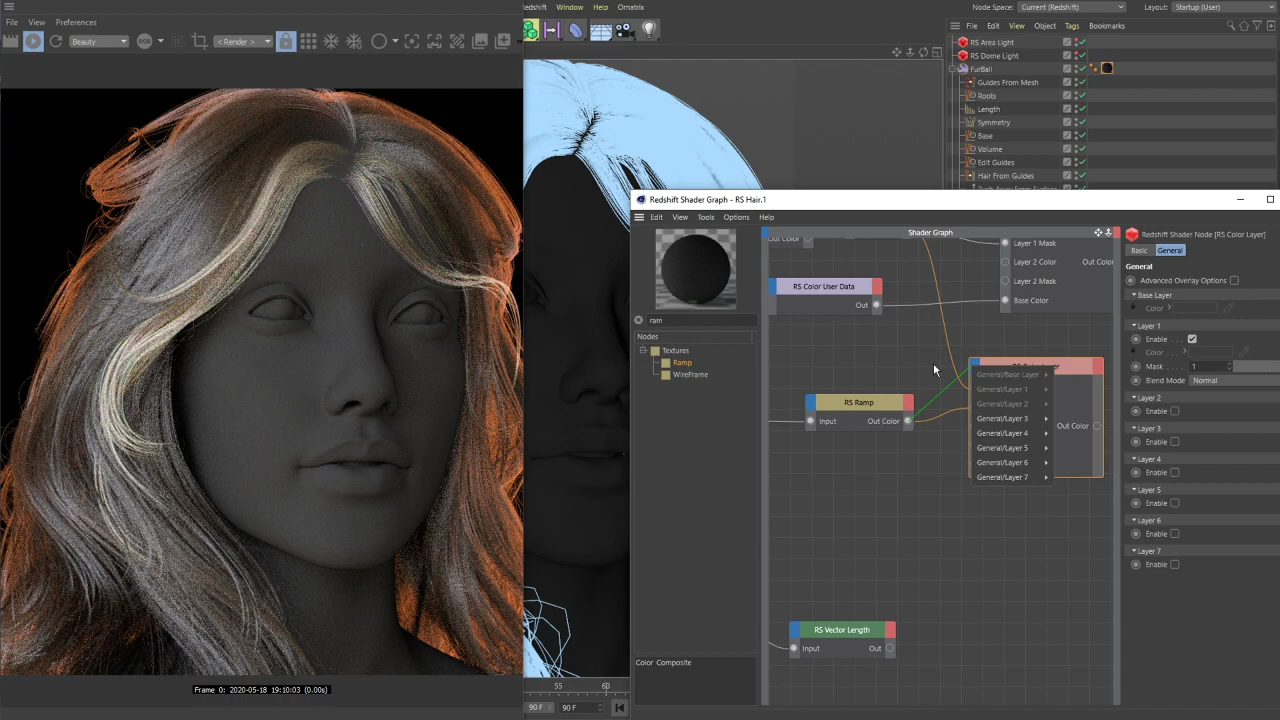 File View Preferences
Beauty
RGB
< Render >
Frame 0: 2020-05-18 19:10:03 (0.00s)
edshift Window Help Ornatrix
55 60
90 F 90 F
Node Space: Current (Redshift) Layout: Startup (User)
File Edit View Object Tags Bookmarks
RS Area Light
RS Dome Light
FurBall
Guides From Mesh
Roots
Length
Symmetry
Base
Volume
Edit Guides
Hair From Guides
Push Away From Surface
Redshift Shader Graph - RS Hair.1
Edit View Tools Options Help
ram
Nodes
Textures
Ramp
WireFrame
Color Composite
Shader Graph
Out Color
Layer 1 Mask
Layer 2 Color Out Color
Layer 2 Mask
Base Color
RS Color User Data
Out
RS Ramp
Input Out Color
General/Base Layer
General/Layer 1
General/Layer 2
General/Layer 3
General/Layer 4
General/Layer 5
General/Layer 6
General/Layer 7
Out Color
RS Vector Length
Input Out
Redshift Shader Node [RS Color Layer]
Basic General
General
Advanced Overlay Options
Base Layer
Color
Layer 1
Enable
Color
Mask 1
Blend Mode Normal
Layer 2
Enable
Layer 3
Enable
Layer 4
Enable
Layer 5
Enable
Layer 6
Enable
Layer 7
Enable